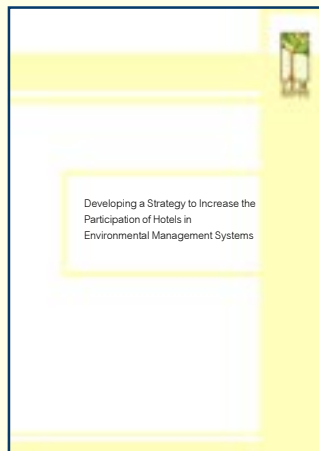 Developing a Strategy to Increase the
Participation of Hotels in
Environmental Management Systems